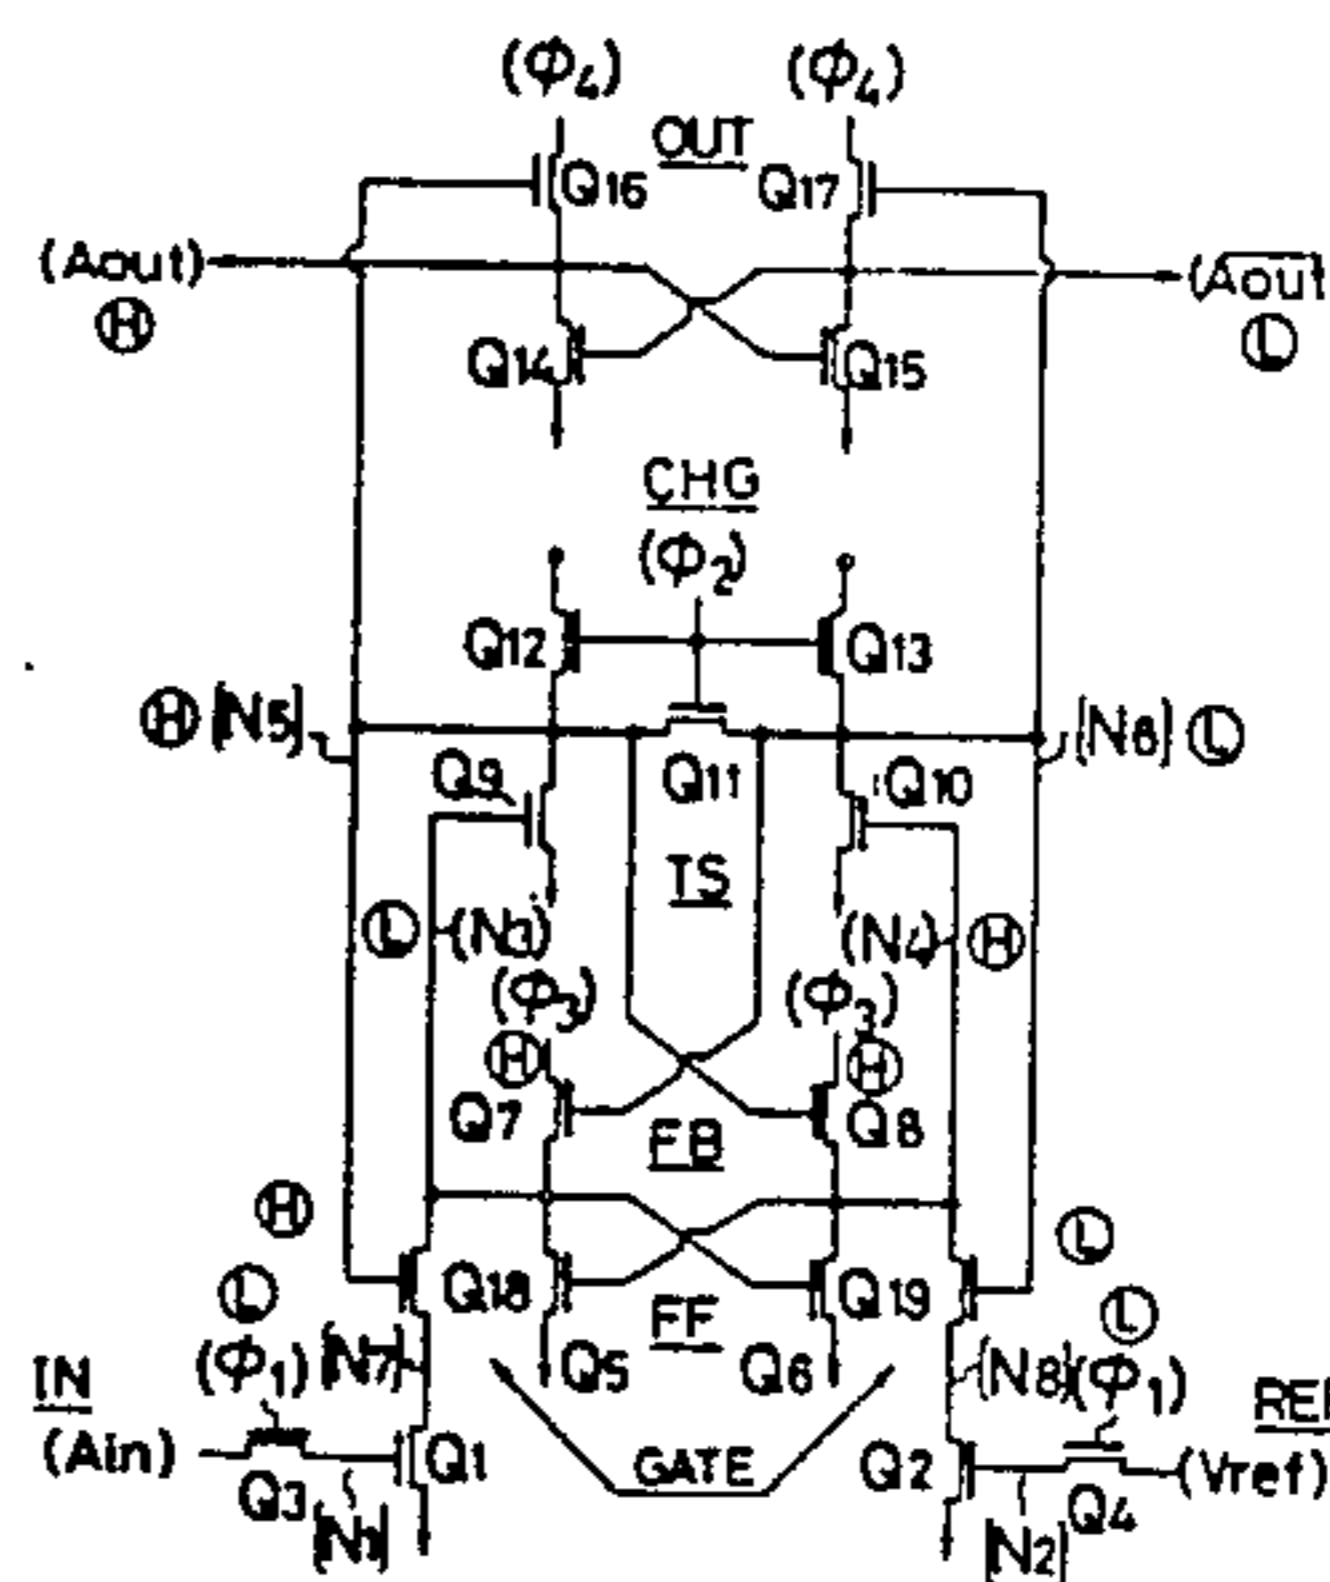 (Φ4) (Φ4)
OUT
Q16 Q17
(Aout) (Aout
H L
Q14 Q15
CHG
(Φ2)
Q12 Q13
H [N5] [N6] L
Q9 Q11 Q10
TS
L (N3) (N4) H
(Φ3) (Φ3)
H H
Q7 Q8
FB
H L
Q18 Q19
L FF L
(Φ1) [N7] Q5 Q6 (N8) (Φ1)
IN REF
(Ain) Q1 GATE Q2 (Vref)
Q3 Q4
[N1] [N2]